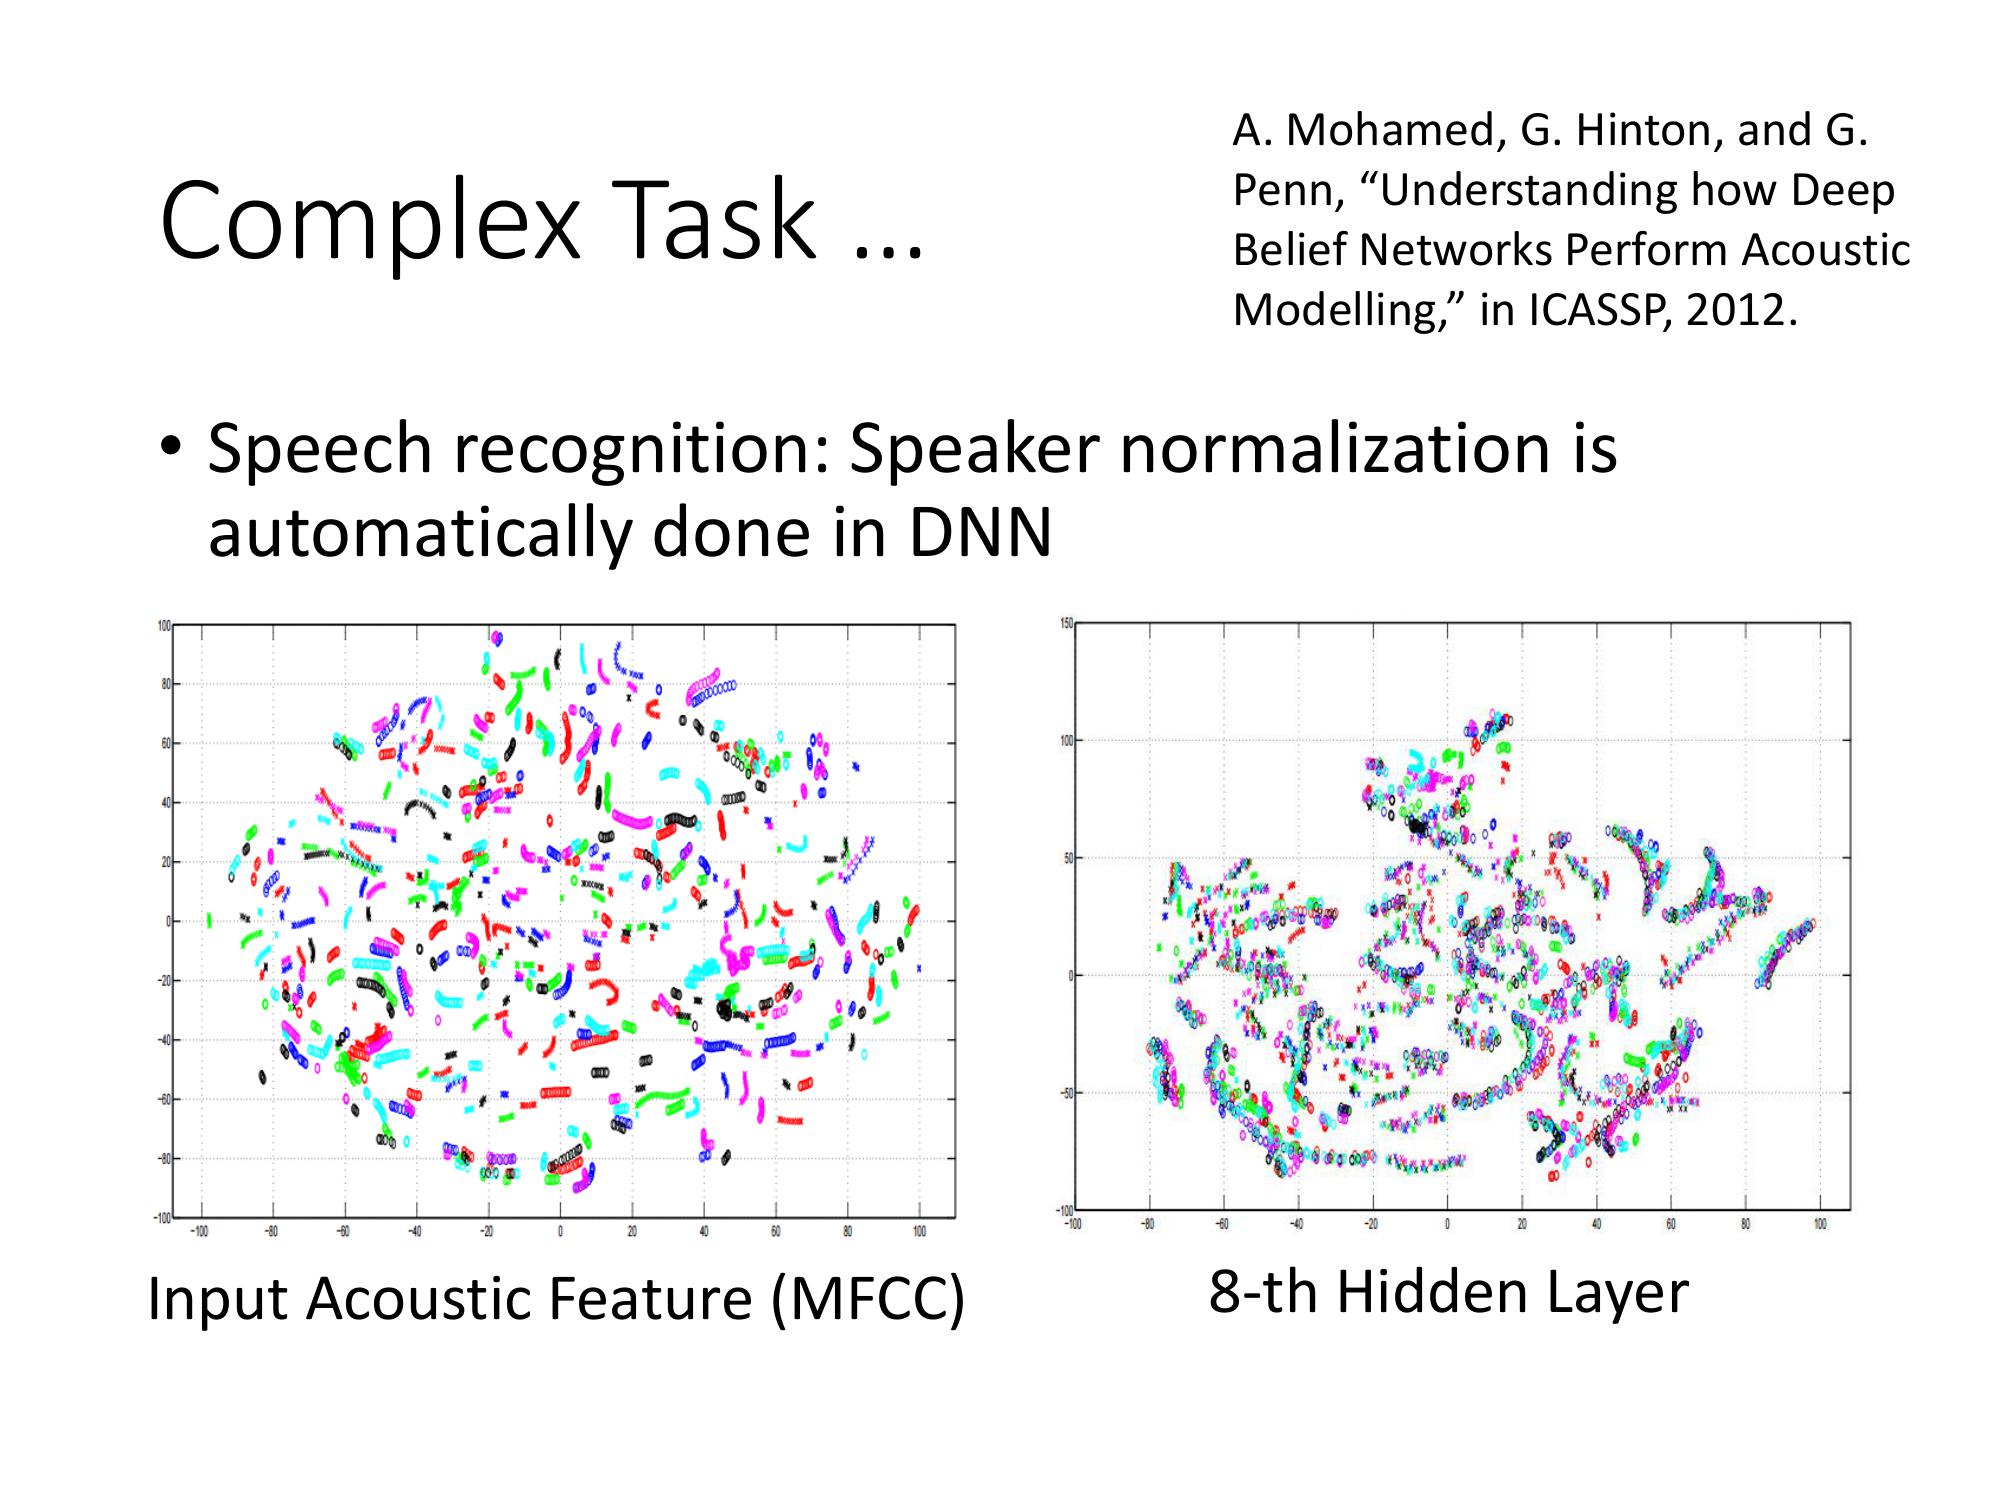 Complex Task …
A. Mohamed, G. Hinton, and G.
Penn, “Understanding how Deep
Belief Networks Perform Acoustic
Modelling,” in ICASSP, 2012.
• Speech recognition: Speaker normalization is
automatically done in DNN
100
80
60
40
20
0
−20
−40
−60
−80
−100
−100 −80 −60 −40 −20 0 20 40 60 80 100
150
100
50
0
−50
−100
−100 −80 −60 −40 −20 0 20 40 60 80 100
Input Acoustic Feature (MFCC)
8-th Hidden Layer